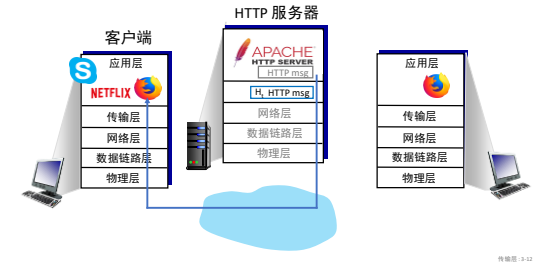 HTTP 服务器
客户端
应用层
NETFLIX
传输层
网络层
数据链路层
物理层
APACHE
HTTP SERVER
HTTP msg
H, HTTP msg
网络层
数据链路层
物理层
应用层
传输层
网络层
数据链路层
物理层
传输层: 3-12